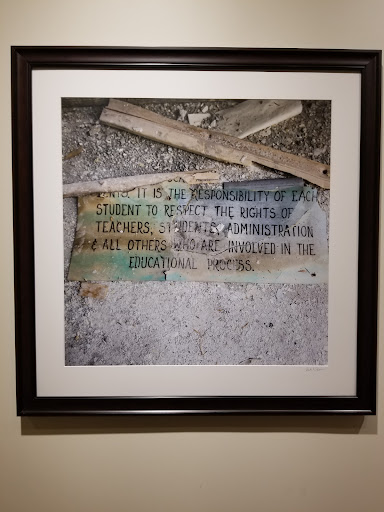 IT IS THE RESPONSIBILITY OF EACH
STUDENT TO RESPECT THE RIGHTS OF
TEACHERS, STUDENTS, ADMINISTRATION
& ALL OTHERS WHO ARE INVOLVED IN THE
EDUCATIONAL PROCESS.